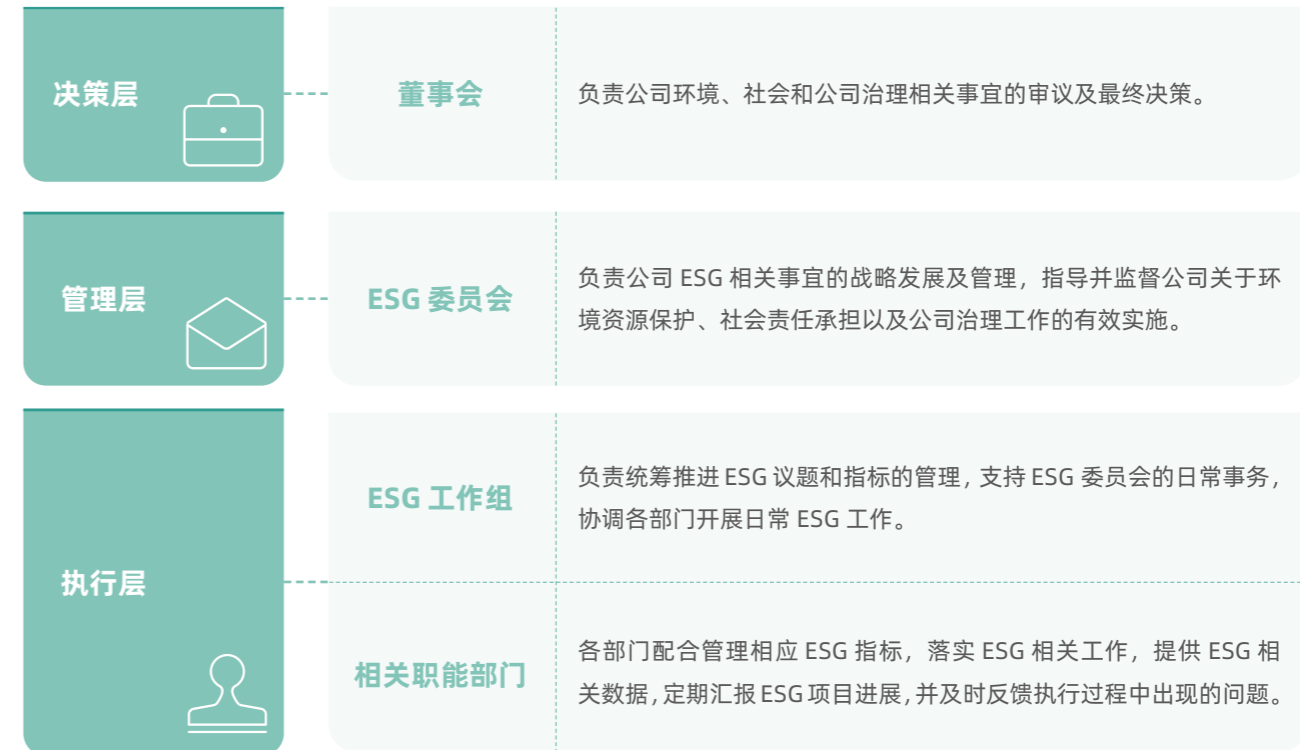 决策层
董事会
负责公司环境、社会和公司治理相关事宜的审议及最终决策。
管理层
ESG 委员会
负责公司 ESG 相关事宜的战略发展及管理，指导并监督公司关于环
境资源保护、社会责任承担以及公司治理工作的有效实施。
执行层
ESG 工作组
负责统筹推进 ESG 议题和指标的管理，支持 ESG 委员会的日常事务，
协调各部门开展日常 ESG 工作。
相关职能部门
各部门配合管理相应 ESG 指标，落实 ESG 相关工作，提供 ESG 相
关数据，定期汇报 ESG 项目进展，并及时反馈执行过程中出现的问题。